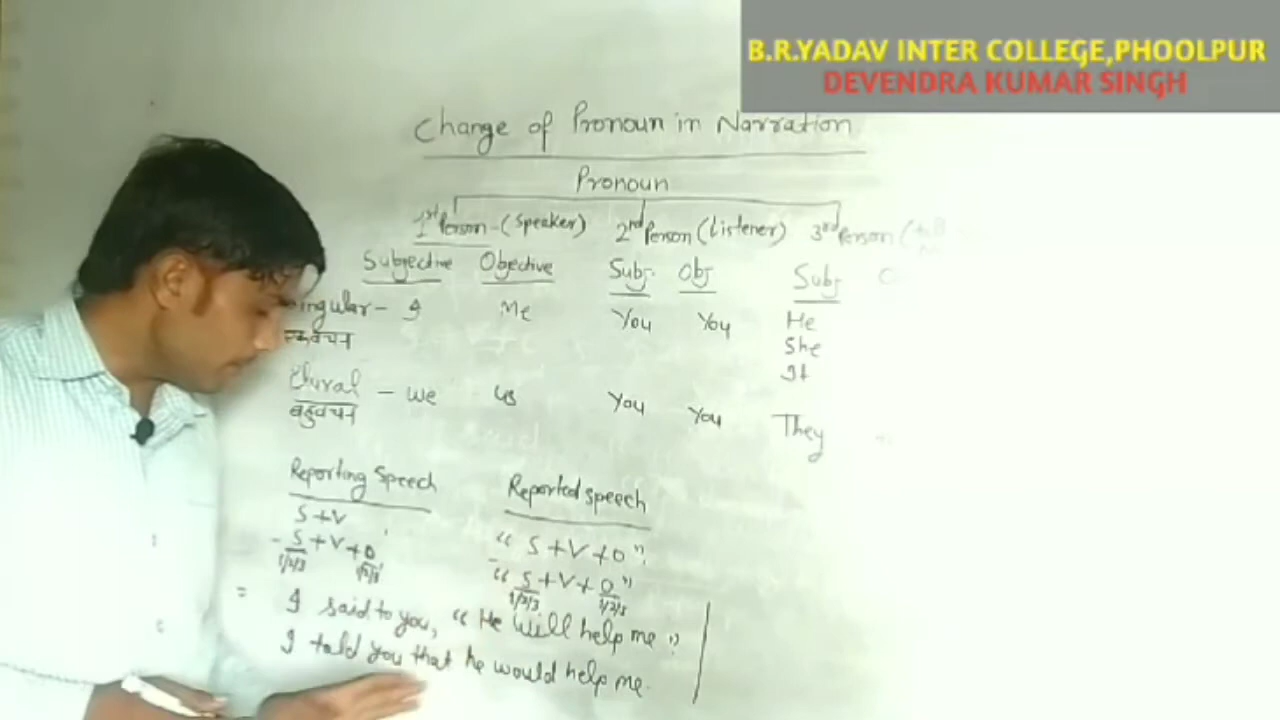 B.R.YADAV INTER COLLEGE,PHOOLPUR
DEVENDRA KUMAR SINGH
Change of Pronoun in Narration
Pronoun
1st Person - (Speaker) 2nd Person (Listener) 3rd Person
Subjective Objective Subj. Obj Subj
Singular - I Me You You He
एकवचन She
It
Plural - We us You You They
बहुवचन
Reporting Speech Reported speech
S+V
- S+V+O “ S+V+O ”.
1/2/3 1/2/3 - “ S+V+O ”
1/2/3 1/2/3
= I said to you, “ He will help me ”.
I told you that he would help me.